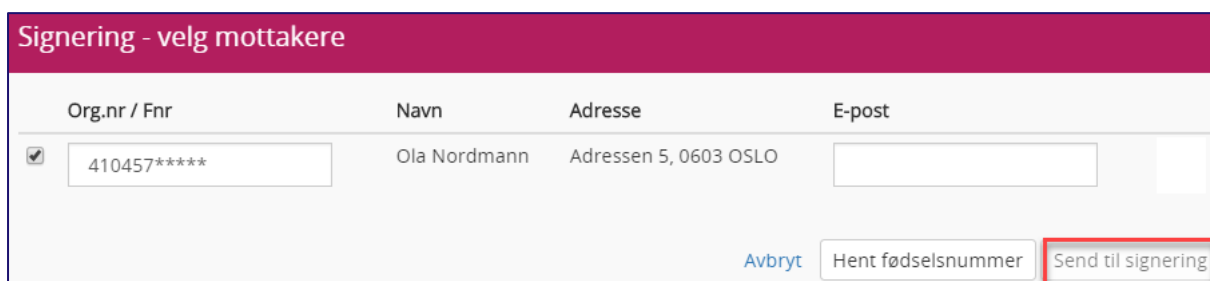 Signering - velg mottakere
Org.nr / Fnr Navn Adresse E-post
410457***** Ola Nordmann Adressen 5, 0603 OSLO
Avbryt Hent fødselsnummer Send til signering